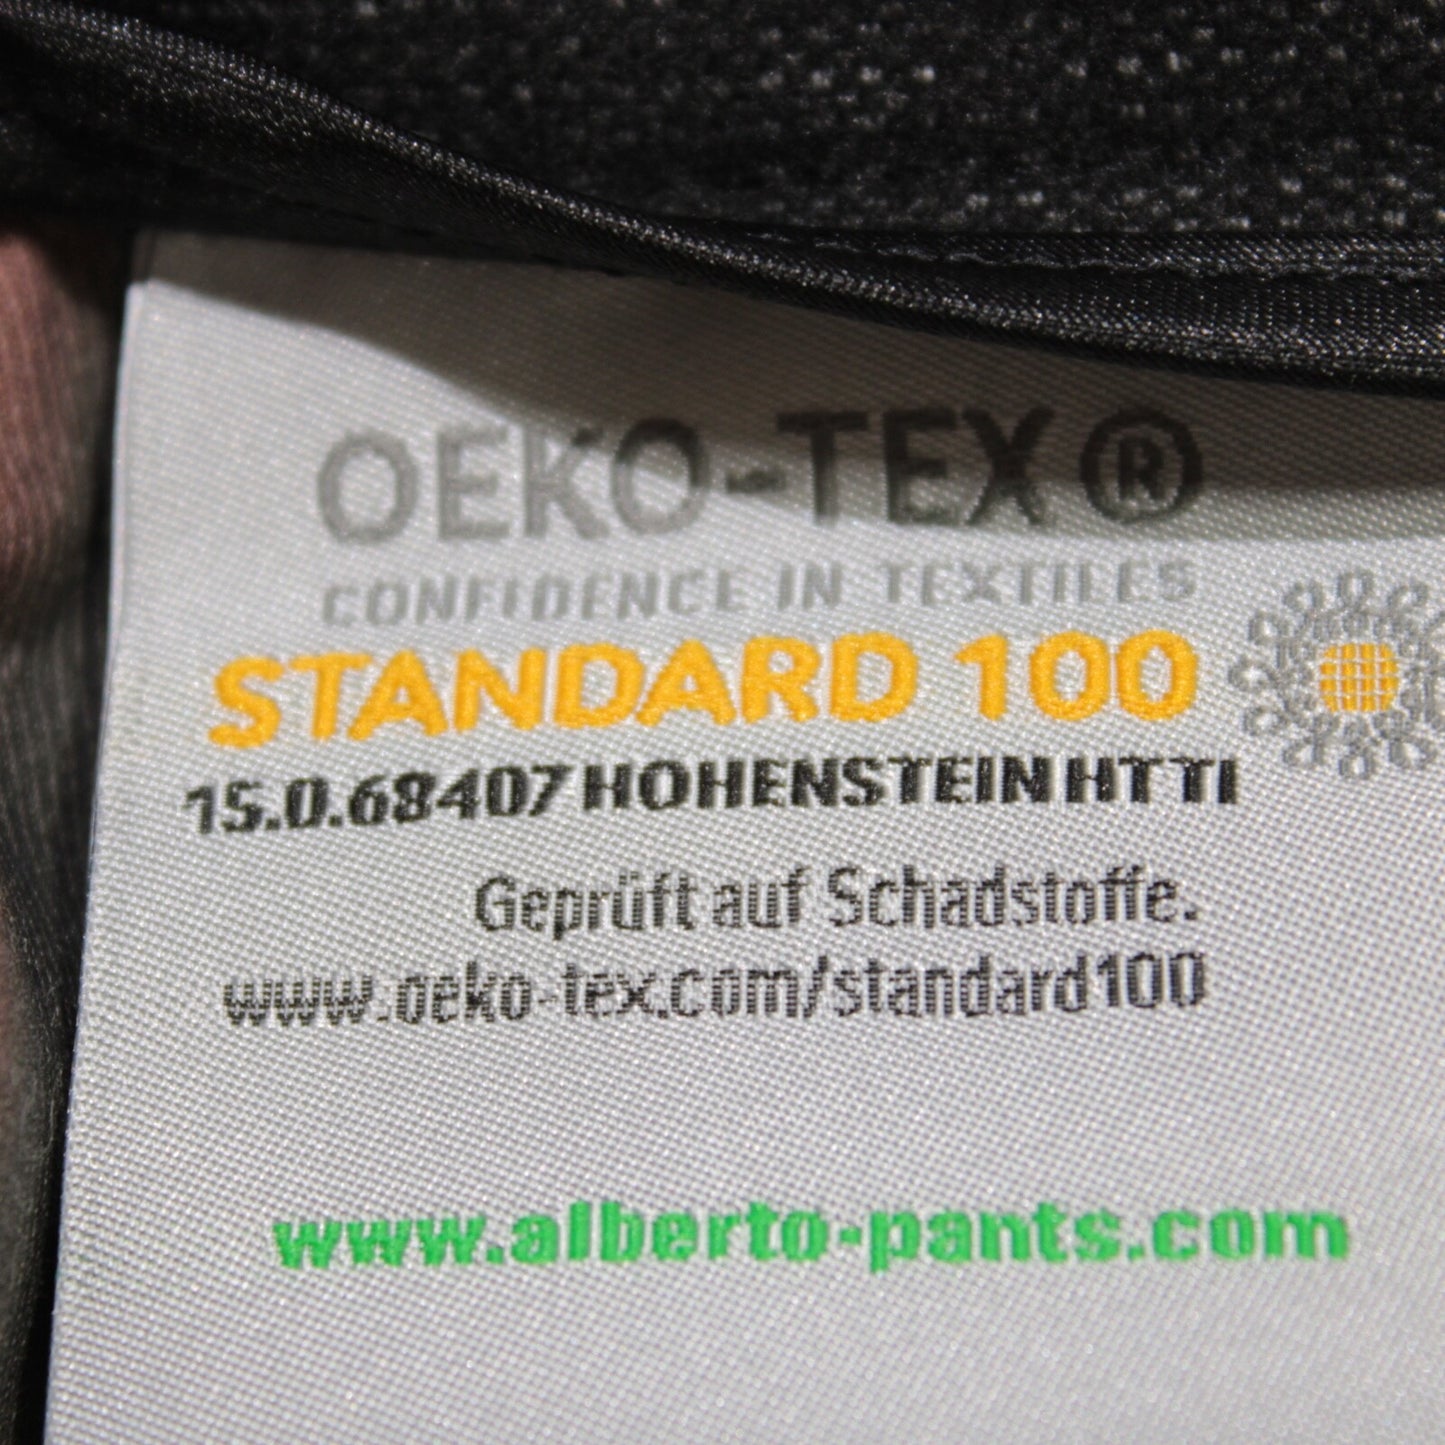 OEKO-TEX®
CONFIDENCE IN TEXTILES
STANDARD 100
15.0.68407 HOHENSTEIN HTTI
Geprüft auf Schadstoffe.
www.oeko-tex.com/standard100
www.alberto-pants.com